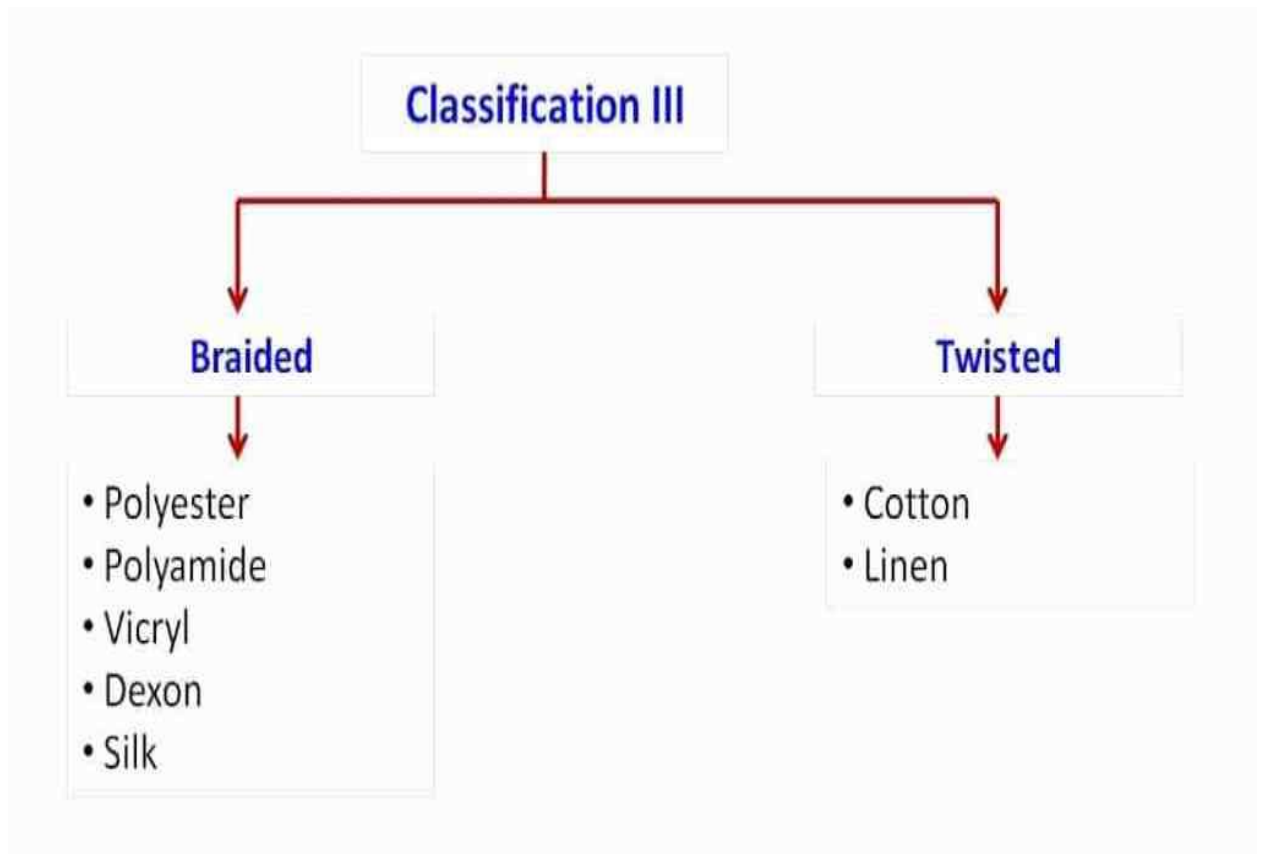 Classification III
Braided
Twisted
• Polyester
• Polyamide
• Vicryl
• Dexon
• Silk
• Cotton
• Linen